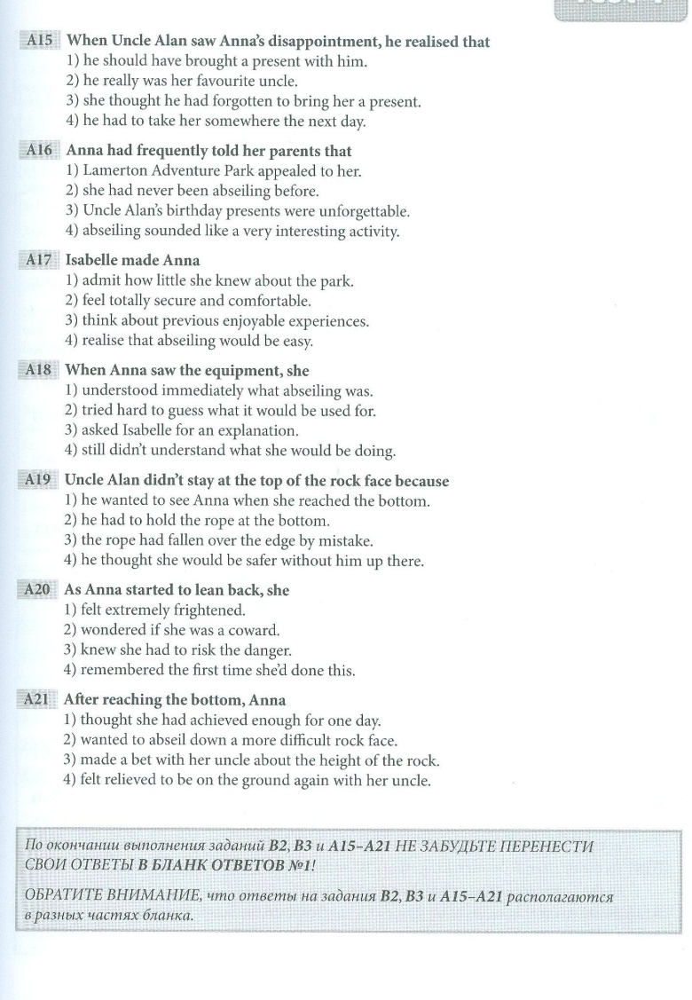 A15 When Uncle Alan saw Anna's disappointment, he realised that
1) he should have brought a present with him.
2) he really was her favourite uncle.
3) she thought he had forgotten to bring her a present.
4) he had to take her somewhere the next day.
A16 Anna had frequently told her parents that
1) Lamerton Adventure Park appealed to her.
2) she had never been abseiling before.
3) Uncle Alan's birthday presents were unforgettable.
4) abseiling sounded like a very interesting activity.
A17 Isabelle made Anna
1) admit how little she knew about the park.
2) feel totally secure and comfortable.
3) think about previous enjoyable experiences.
4) realise that abseiling would be easy.
A18 When Anna saw the equipment, she
1) understood immediately what abseiling was.
2) tried hard to guess what it would be used for.
3) asked Isabelle for an explanation.
4) still didn't understand what she would be doing.
A19 Uncle Alan didn't stay at the top of the rock face because
1) he wanted to see Anna when she reached the bottom.
2) he had to hold the rope at the bottom.
3) the rope had fallen over the edge by mistake.
4) he thought she would be safer without him up there.
A20 As Anna started to lean back, she
1) felt extremely frightened.
2) wondered if she was a coward.
3) knew she had to risk the danger.
4) remembered the first time she'd done this.
A21 After reaching the bottom, Anna
1) thought she had achieved enough for one day.
2) wanted to abseil down a more difficult rock face.
3) made a bet with her uncle about the height of the rock.
4) felt relieved to be on the ground again with her uncle.
По окончании выполнения заданий B2, B3 и A15–A21 НЕ ЗАБУДЬТЕ ПЕРЕНЕСТИ
СВОИ ОТВЕТЫ В БЛАНК ОТВЕТОВ №1!
ОБРАТИТЕ ВНИМАНИЕ, что ответы на задания B2, B3 и A15–A21 располагаются
в разных частях бланка.